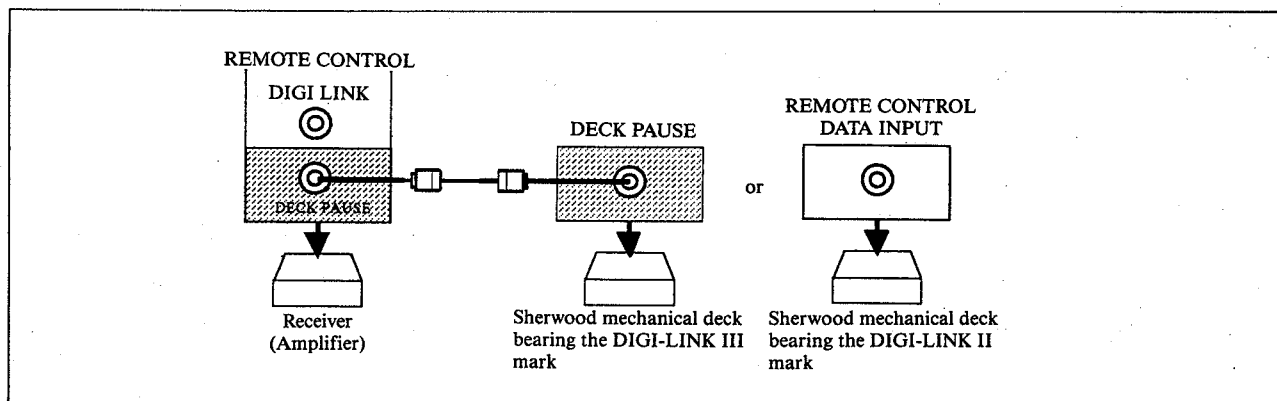 REMOTE CONTROL
DIGI LINK
DECK PAUSE
DECK PAUSE
or
REMOTE CONTROL
DATA INPUT
Receiver
(Amplifier)
Sherwood mechanical deck
bearing the DIGI-LINK III
mark
Sherwood mechanical deck
bearing the DIGI-LINK II
mark